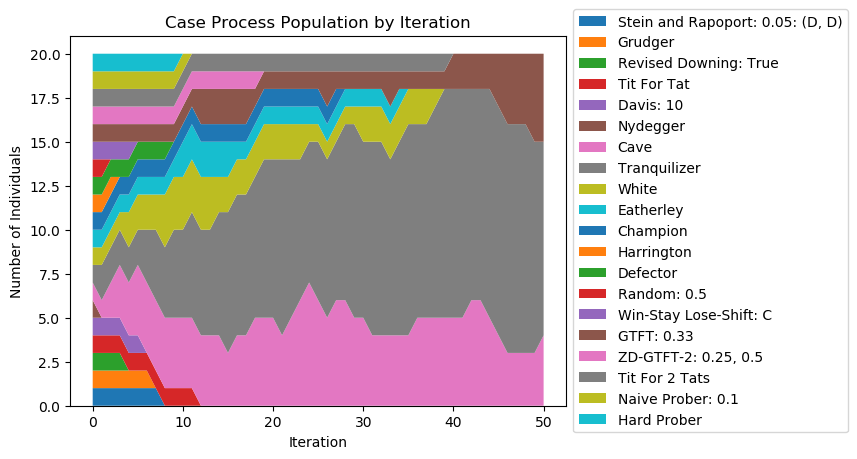 Case Process Population by Iteration
Number of Individuals
20.0
17.5
15.0
12.5
10.0
7.5
5.0
2.5
0.0
0
10
20
30
40
50
Iteration
Stein and Rapoport: 0.05: (D, D)
Grudger
Revised Downing: True
Tit For Tat
Davis: 10
Nydegger
Cave
Tranquilizer
White
Eatherley
Champion
Harrington
Defector
Random: 0.5
Win-Stay Lose-Shift: C
GTFT: 0.33
ZD-GTFT-2: 0.25, 0.5
Tit For 2 Tats
Naive Prober: 0.1
Hard Prober